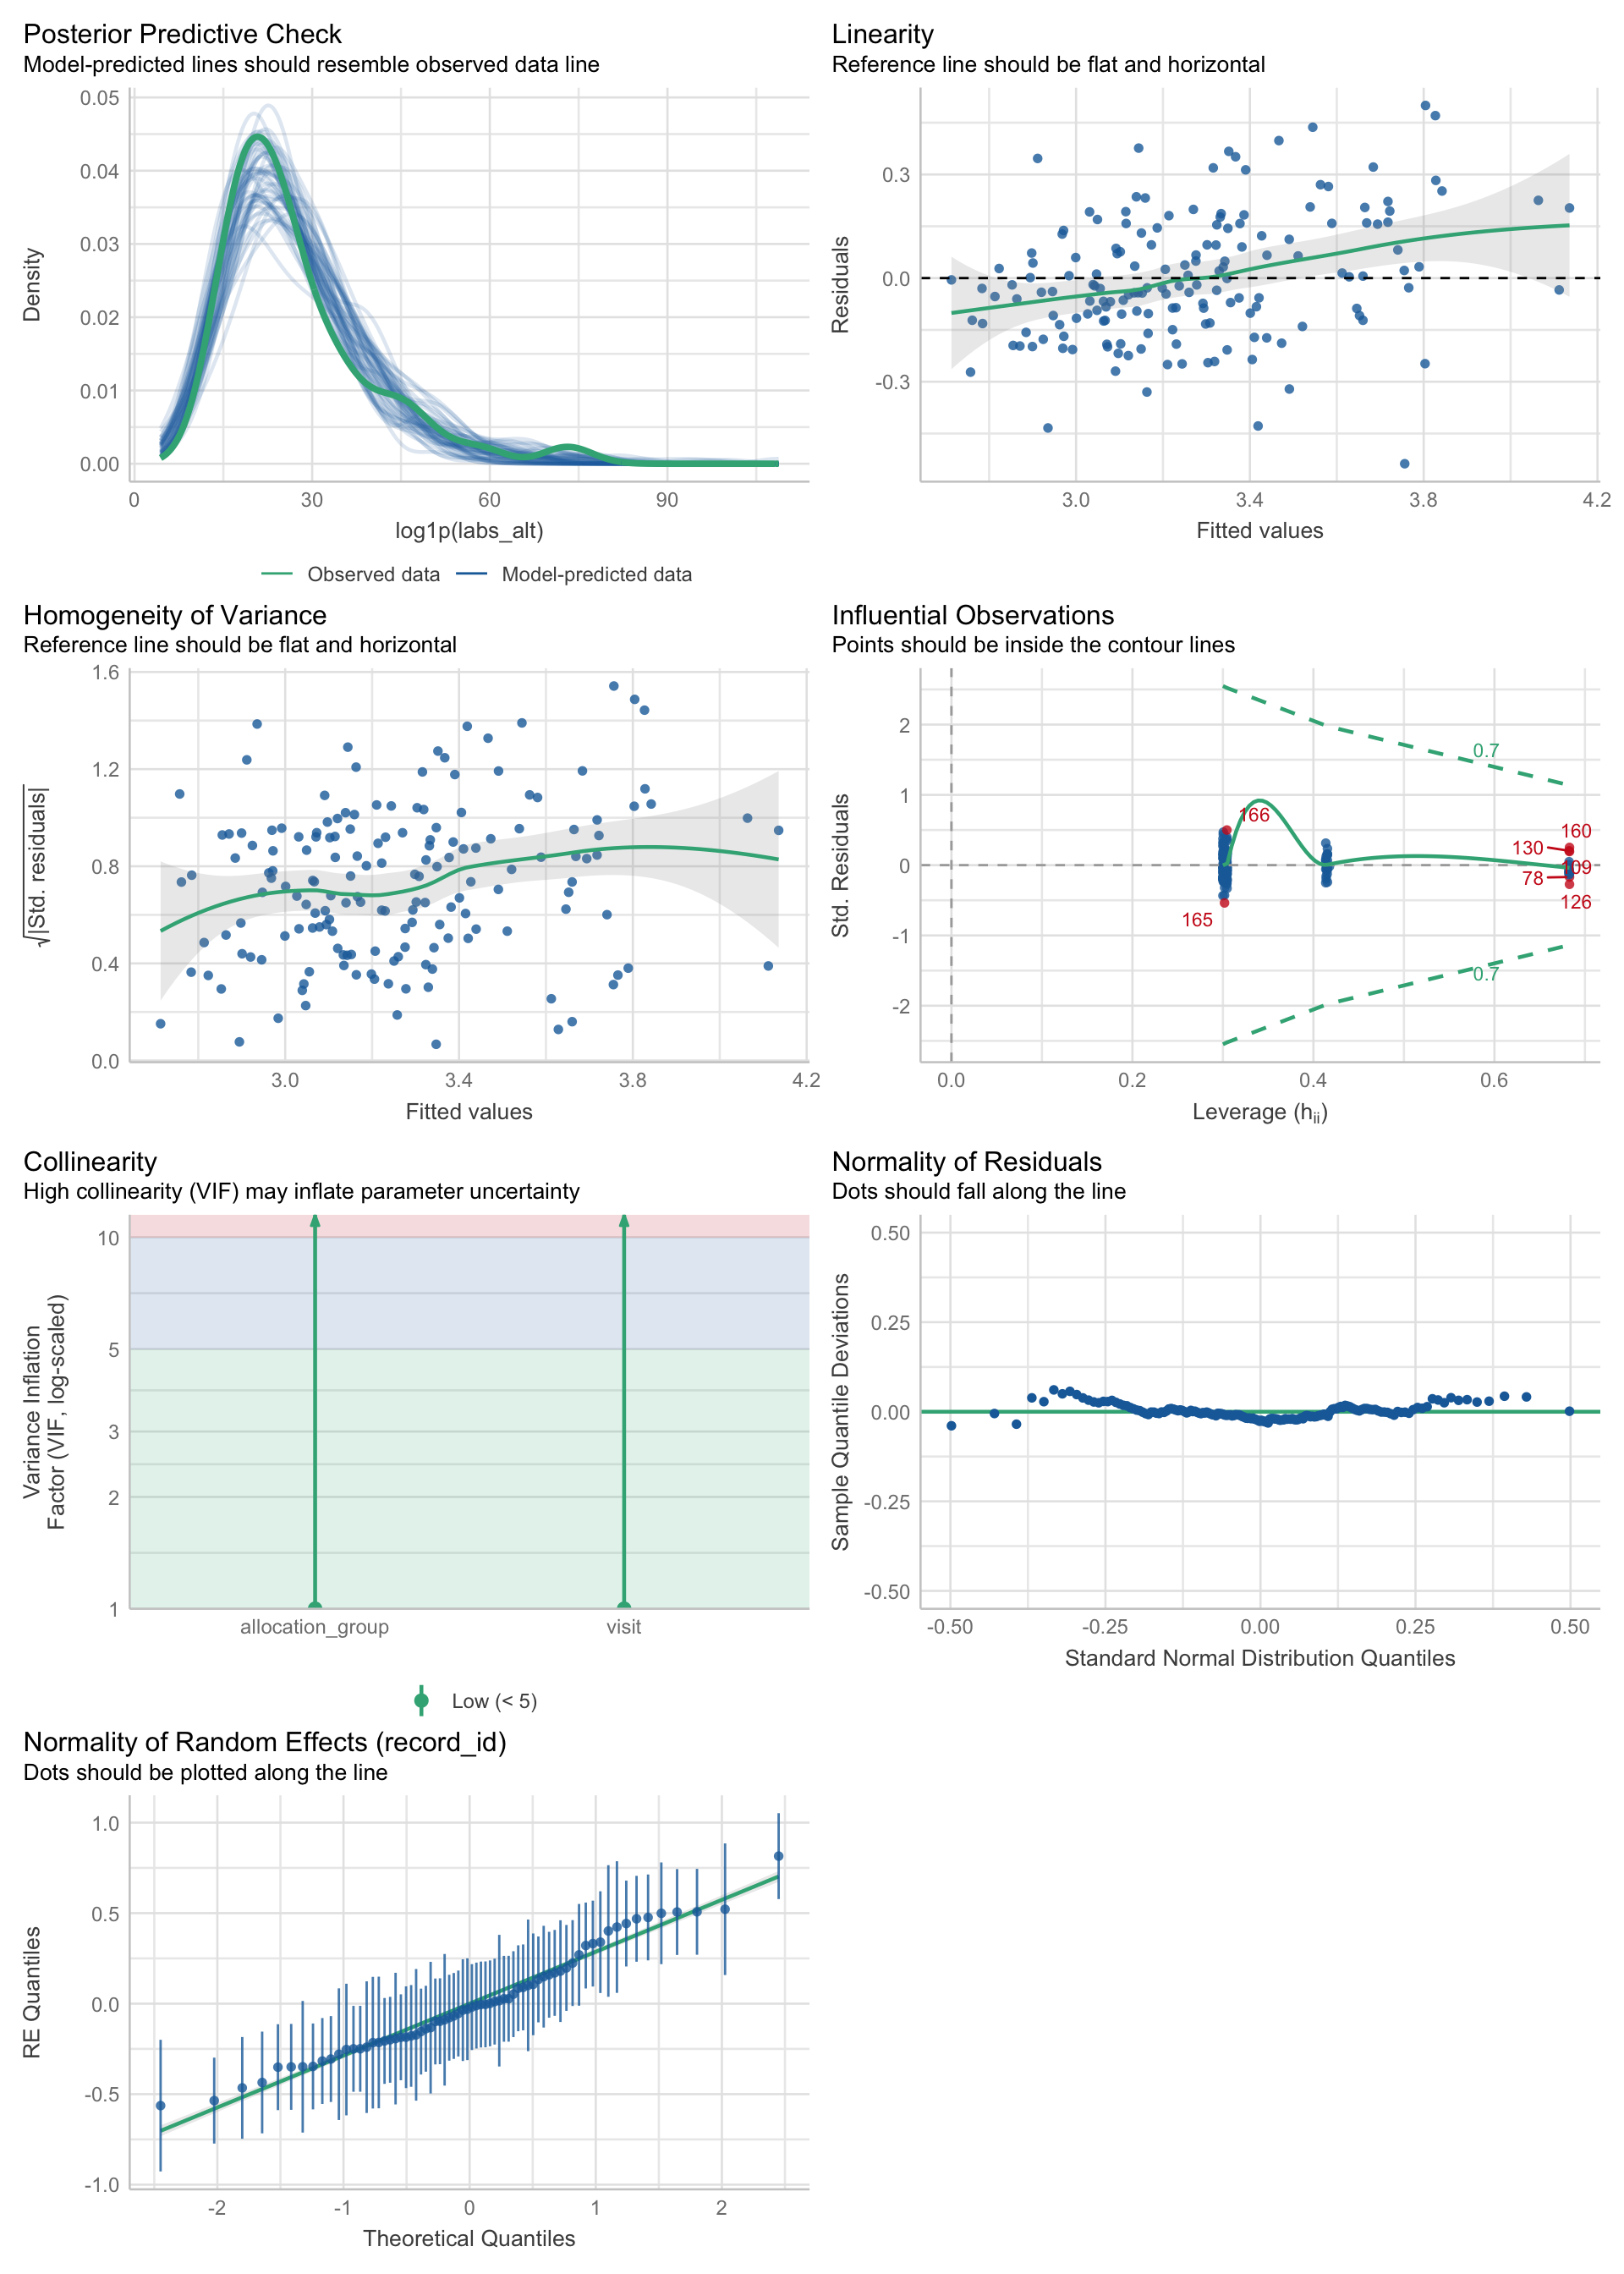 Posterior Predictive Check
Model-predicted lines should resemble observed data line
0.05
0.04
0.03
0.02
0.01
0.00
Density
0
30
60
90
log1p(labs_alt)
Observed data
Model-predicted data
Linearity
Reference line should be flat and horizontal
0.3
0.0
-0.3
Residuals
3.0
3.4
3.8
4.2
Fitted values
Homogeneity of Variance
Reference line should be flat and horizontal
1.6
1.2
0.8
0.4
0.0
√|Std. residuals|
3.0
3.4
3.8
4.2
Fitted values
Influential Observations
Points should be inside the contour lines
2
1
0
-1
-2
Std. Residuals
0.7
166
160
130
109
78
126
165
0.7
0.0
0.2
0.4
0.6
Leverage (hii)
Collinearity
High collinearity (VIF) may inflate parameter uncertainty
10
5
3
2
1
Variance Inflation
Factor (VIF, log-scaled)
allocation_group
visit
Low (< 5)
Normality of Residuals
Dots should fall along the line
0.50
0.25
0.00
-0.25
-0.50
Sample Quantile Deviations
-0.50
-0.25
0.00
0.25
0.50
Standard Normal Distribution Quantiles
Normality of Random Effects (record_id)
Dots should be plotted along the line
1.0
0.5
0.0
-0.5
-1.0
RE Quantiles
-2
-1
0
1
2
Theoretical Quantiles